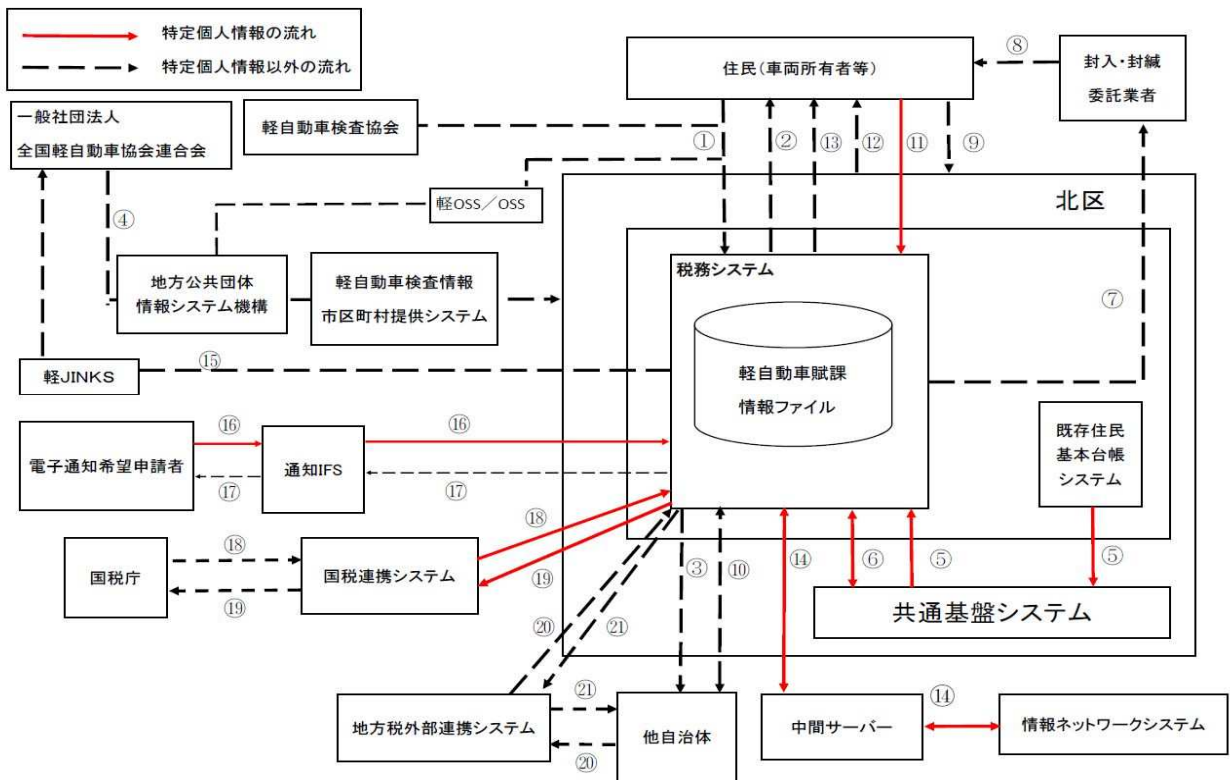 特定個人情報の流れ
特定個人情報以外の流れ
住民(車両所有者等)
⑧
封入・封緘
委託業者
一般社団法人
全国軽自動車協会連合会
軽自動車検査協会
①
②
⑬
⑫
⑪
⑨
軽OSS/OSS
北区
④
地方公共団体
情報システム機構
軽自動車検査情報
市区町村提供システム
税務システム
軽自動車賦課
情報ファイル
⑦
軽JINKS
⑮
既存住民
基本台帳
システム
電子通知希望申請者
⑯
通知IFS
⑯
⑰
⑰
⑱
国税庁
⑱
⑲
国税連携システム
⑲
③
⑩
⑭
⑥
⑤
⑤
共通基盤システム
⑳
㉑
地方税外部連携システム
㉑
⑳
他自治体
中間サーバー
⑭
情報ネットワークシステム